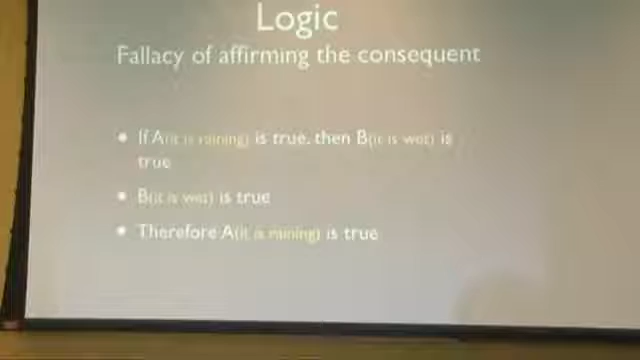 Logic
Fallacy of affirming the consequent
• If A(it is raining) is true, then B(it is wet) is
true
• B(it is wet) is true
• Therefore A(it is raining) is true